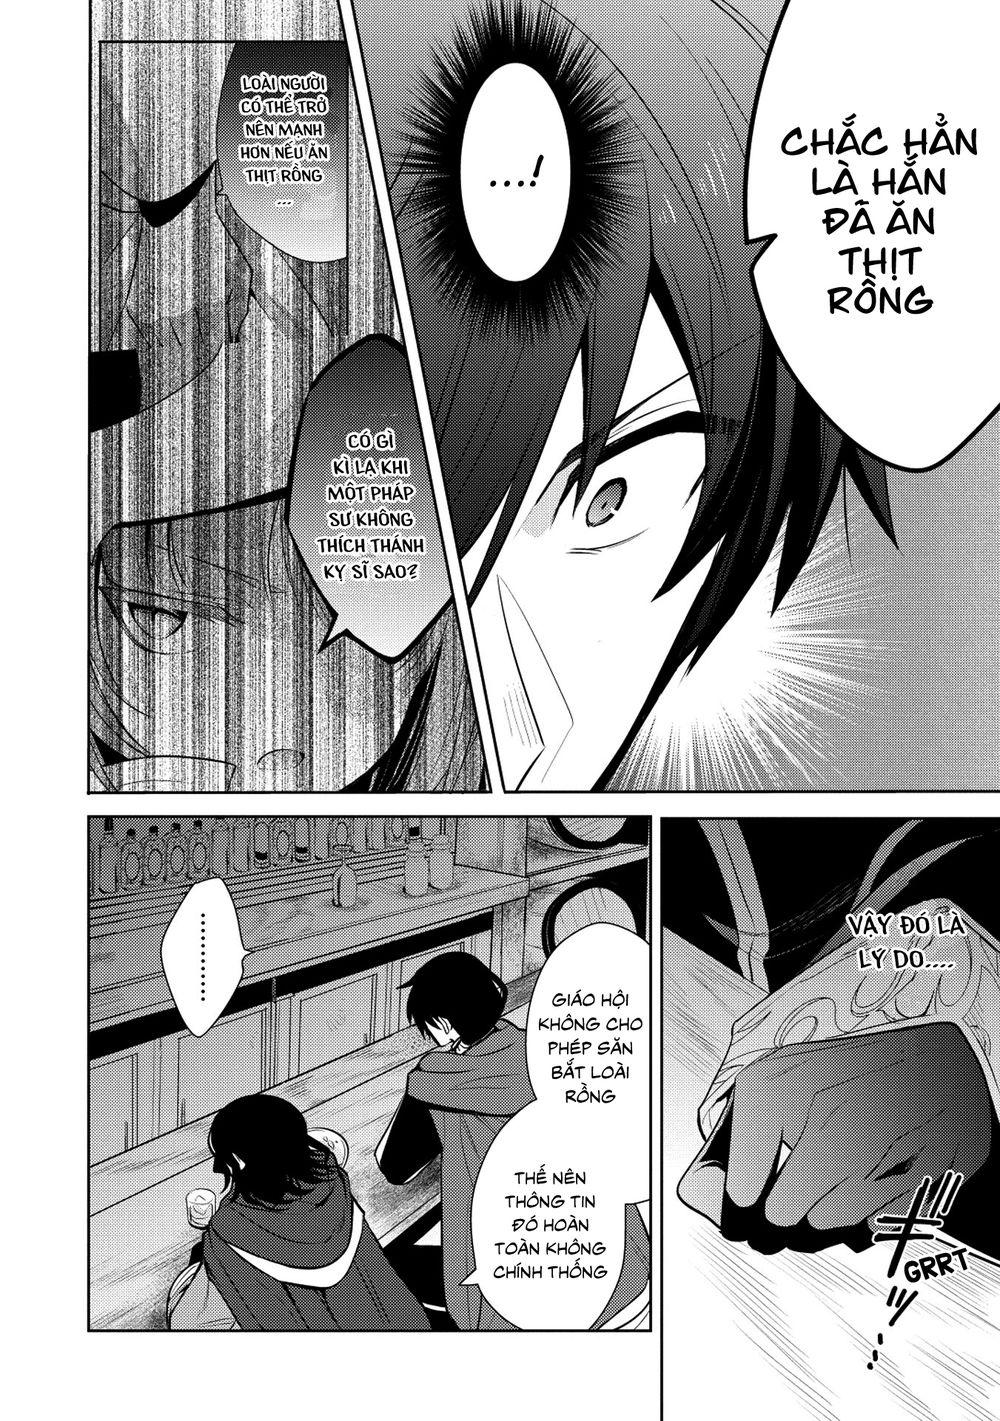 CHẮC HẲN
LÀ HẮN
ĐÃ ĂN
THỊT
RỒNG
....!
LOÀI NGƯỜI
CÓ THỂ TRỞ
NÊN MẠNH
HƠN NẾU ĂN
THỊT RỒNG
...
CÓ GÌ
KÌ LẠ KHI
MỘT PHÁP
SƯ KHÔNG
THÍCH THÁNH
KỴ SĨ SAO?
VẬY ĐÓ LÀ
LÝ DO....
ギ
GRRT
GIÁO HỘI
KHÔNG CHO
PHÉP SĂN
BẮT LOÀI
RỒNG
THẾ NÊN
THÔNG TIN
ĐÓ HOÀN
TOÀN KHÔNG
CHÍNH THỐNG
.........